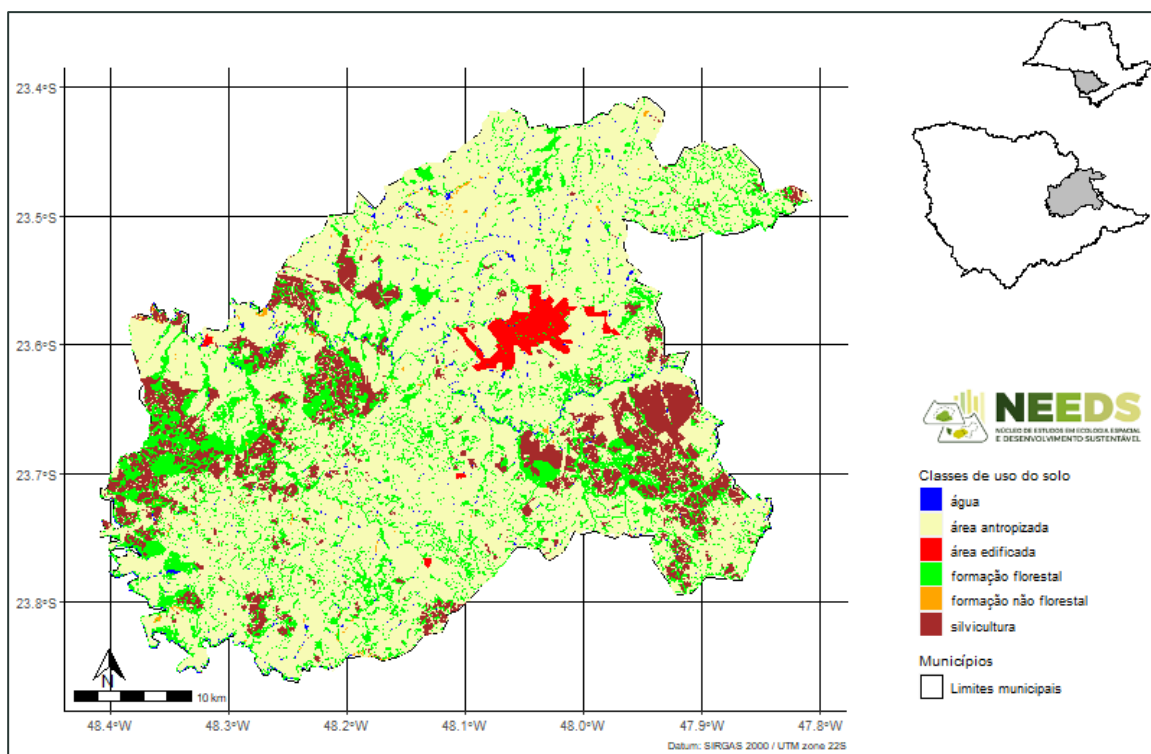 23.4°S
23.5°S
23.6°S
23.7°S
23.8°S
48.4°W
48.3°W
48.2°W
48.1°W
48.0°W
47.9°W
47.8°W
N
10 km
Datum: SIRGAS 2000 / UTM zone 22S
NEEDS
NÚCLEO DE ESTUDOS EM ECOLOGIA ESPACIAL
E DESENVOLVIMENTO SUSTENTÁVEL
Classes de uso do solo
água
área antropizada
área edificada
formação florestal
formação não florestal
silvicultura
Municípios
Limites municipais